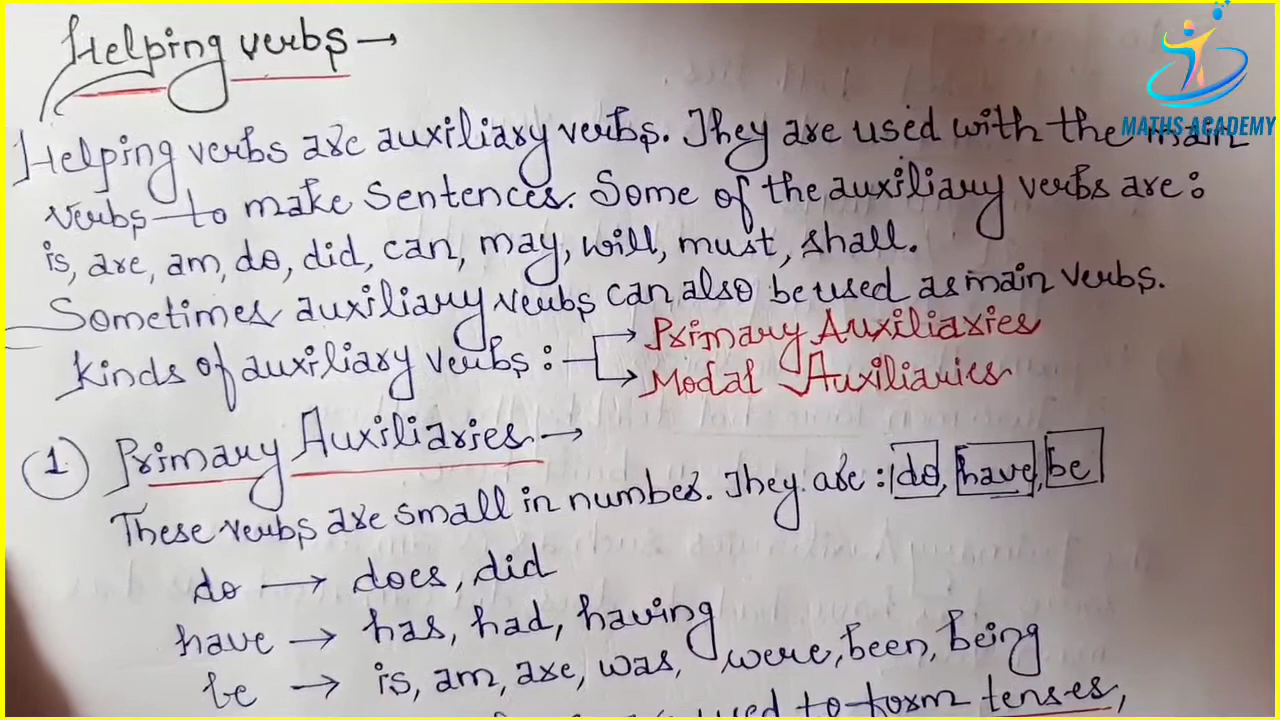 Helping verbs →
MATHS ACADEMY
Helping verbs are auxiliary verbs. They are used with the main
verbs to make Sentences. Some of the auxiliary verbs are:
is, are, am, do, did, can, may, will, must, shall.
Sometimes auxiliary verbs can also be used as main verbs.
Kinds of auxiliary verbs : → Primary Auxiliaries
→ Modal Auxiliaries
1. Primary Auxiliaries →
These verbs are small in number. They are : do, have, be
do → does, did
have → has, had, having
be → is, am, are, was, were, been, being
used to form tenses,